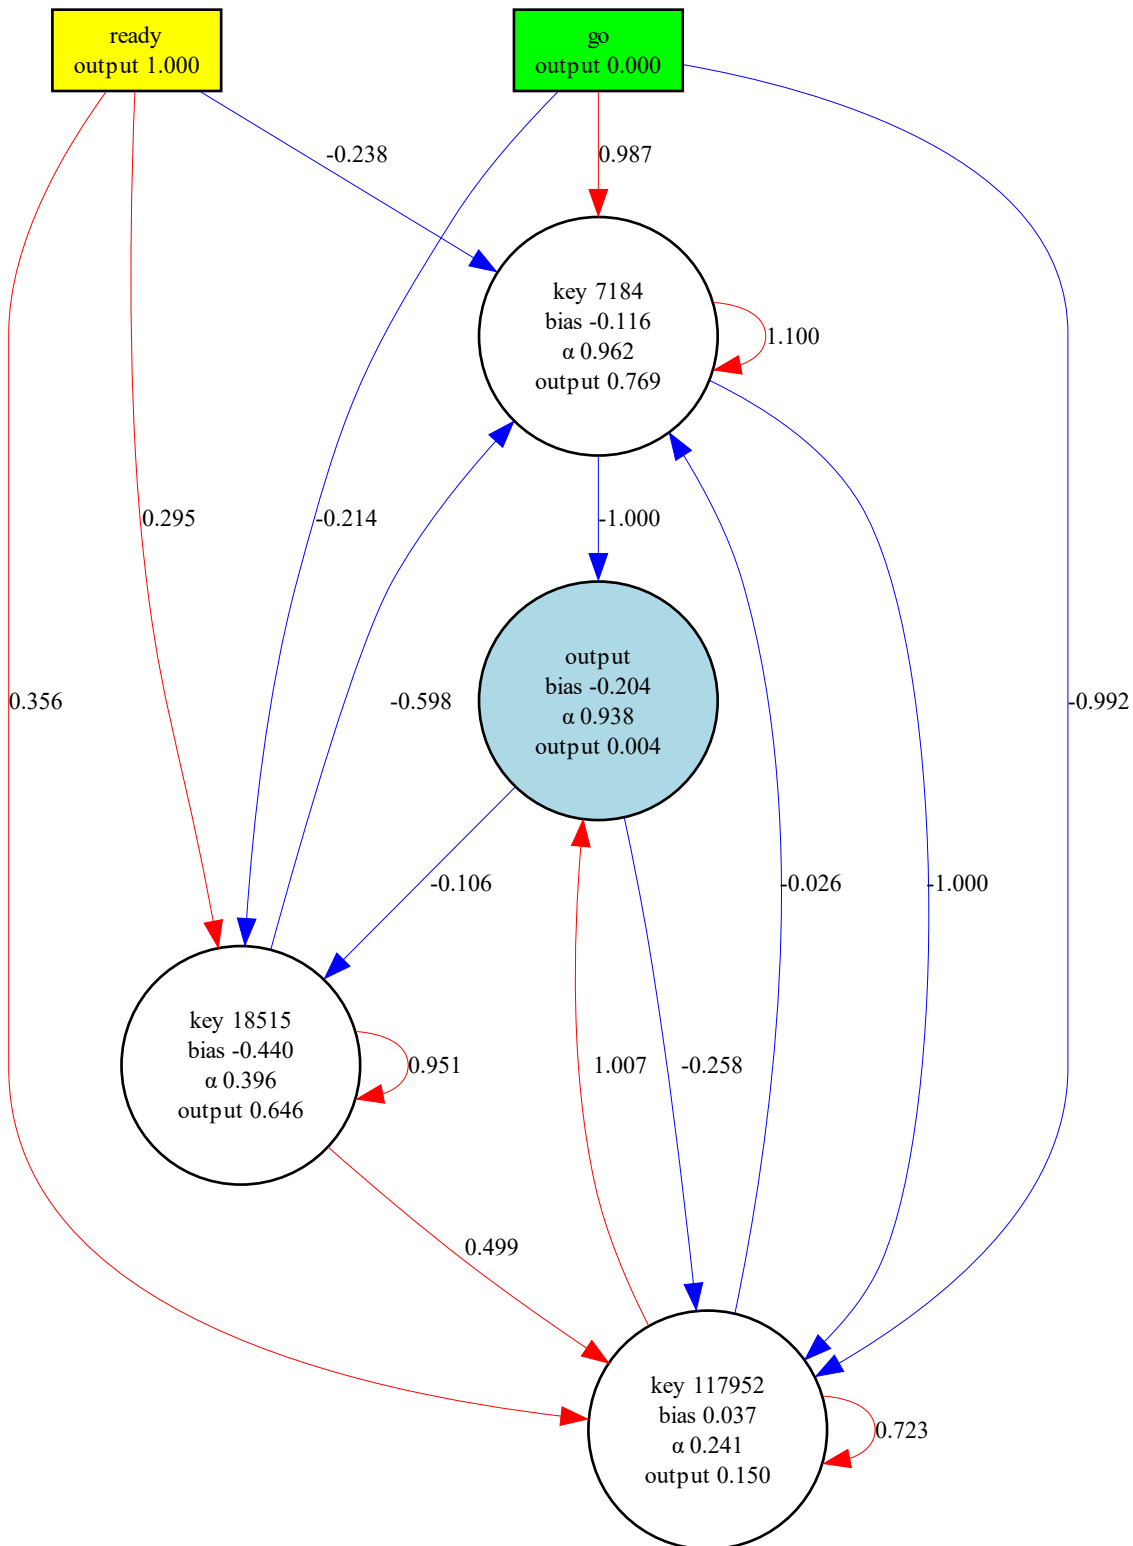 ready
output 1.000
go
output 0.000
-0.238
0.987
key 7184
bias -0.116
α 0.962
output 0.769
1.100
0.295
-0.214
-1.000
0.356
-0.598
output
bias -0.204
α 0.938
output 0.004
-0.992
-0.106
-0.026
-1.000
key 18515
bias -0.440
α 0.396
output 0.646
0.951
1.007
-0.258
0.499
key 117952
bias 0.037
α 0.241
output 0.150
0.723